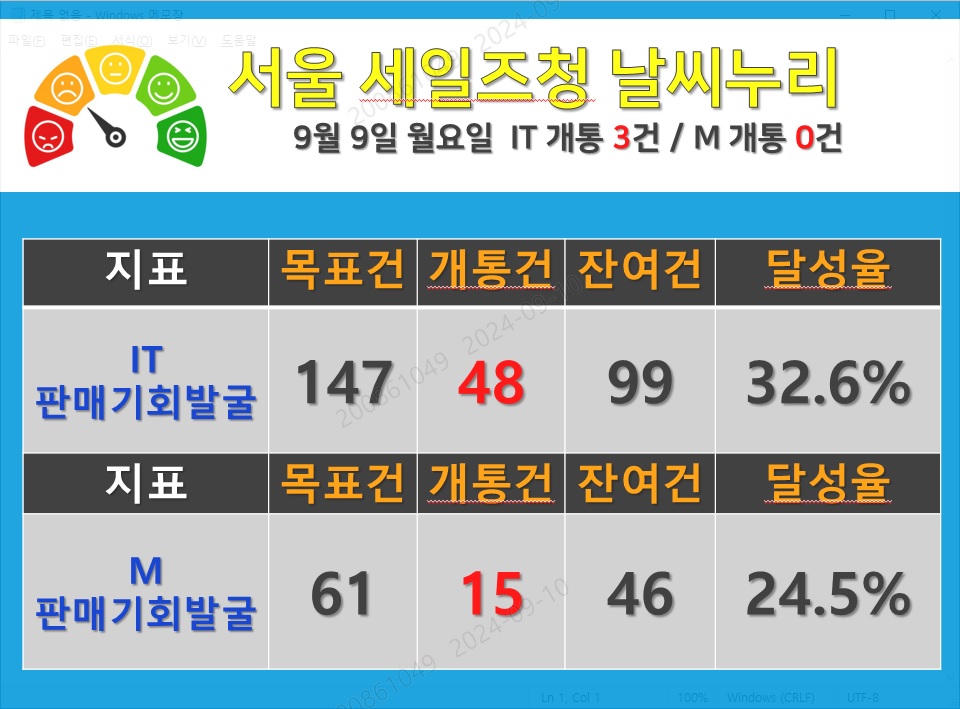 제목 없음 - Windows 메모장
파일(F) 편집(E) 서식(O) 보기(V) 도움말
서울 세일즈청 날씨누리
9월 9일 월요일 IT 개통 3건 / M 개통 0건
지표 목표건 개통건 잔여건 달성율
IT
판매기회발굴 147 48 99 32.6%
지표 목표건 개통건 잔여건 달성율
M
판매기회발굴 61 15 46 24.5%
200861049 2024-09-10
200861049 2024-09-10
Ln 1, Col 1 100% Windows (CRLF) UTF-8